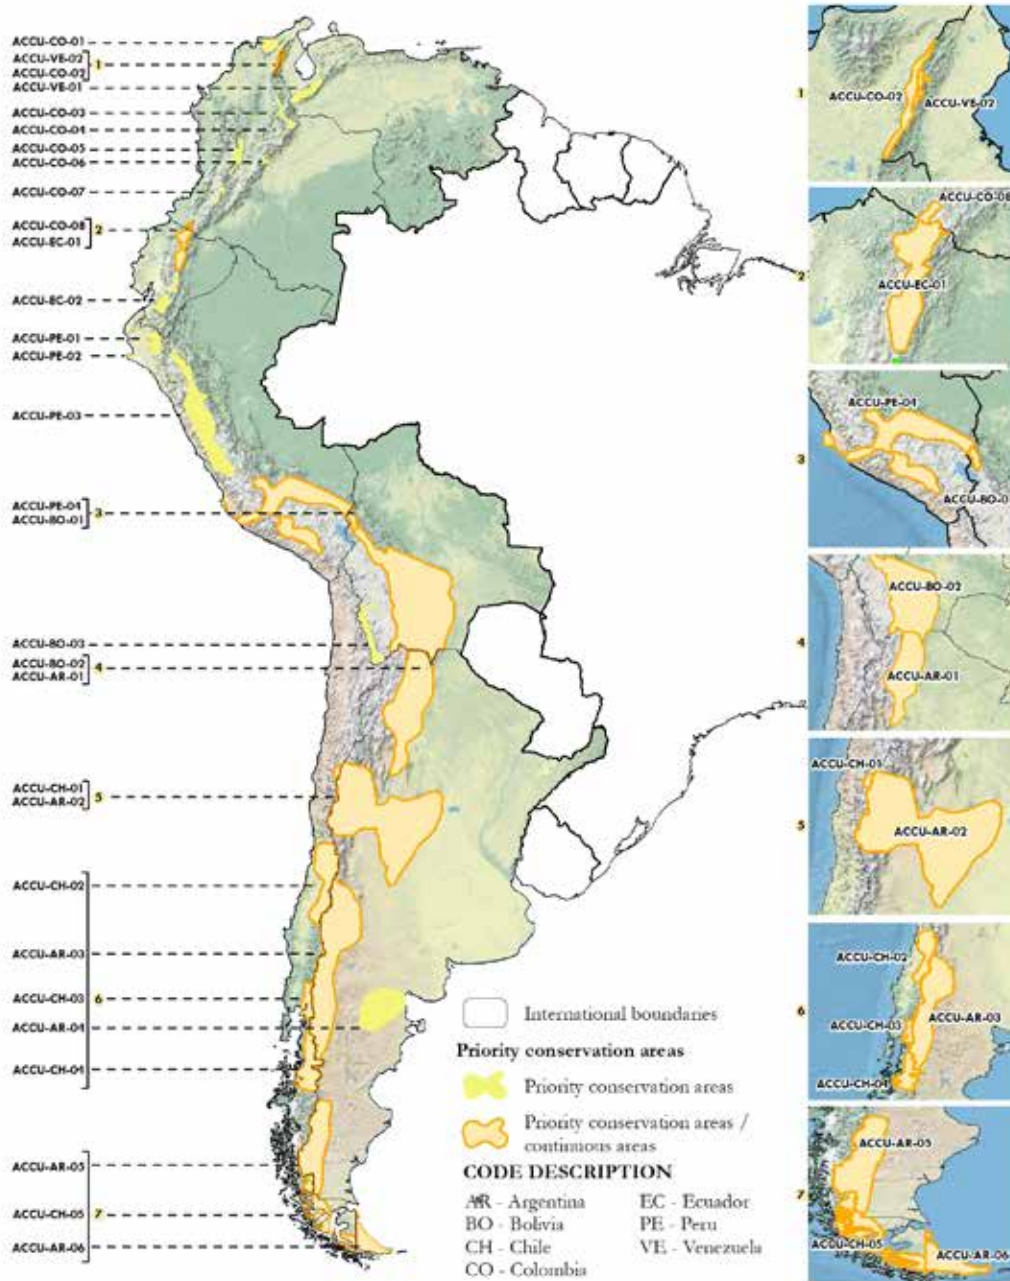 ACCU-CO-01
ACCU-VE-02
ACCU-CO-02
1
ACCU-VE-01
ACCU-CO-03
ACCU-CO-04
ACCU-CO-05
ACCU-CO-06
ACCU-CO-07
ACCU-CO-08
ACCU-EC-01
2
ACCU-EC-02
ACCU-PE-01
ACCU-PE-02
ACCU-PE-03
ACCU-PE-04
ACCU-BO-01
3
ACCU-BO-03
ACCU-BO-02
ACCU-AR-01
4
ACCU-CH-01
ACCU-AR-02
5
ACCU-CH-02
ACCU-AR-03
ACCU-CH-03
6
ACCU-AR-04
ACCU-CH-04
ACCU-AR-05
ACCU-CH-05
7
ACCU-AR-06
International boundaries
Priority conservation areas
Priority conservation areas
Priority conservation areas /
continuous areas
CODE DESCRIPTION
AR - Argentina
BO - Bolivia
CH - Chile
CO - Colombia
EC - Ecuador
PE - Peru
VE - Venezuela
1
ACCU-CO-02
ACCU-VE-02
2
ACCU-CO-08
ACCU-EC-01
3
ACCU-PE-04
ACCU-BO-0
4
ACCU-BO-02
ACCU-AR-01
5
ACCU-CH-01
ACCU-AR-02
6
ACCU-CH-02
ACCU-CH-03
ACCU-AR-03
ACCU-CH-04
7
ACCU-AR-05
ACCU-CH-05
ACCU-AR-06